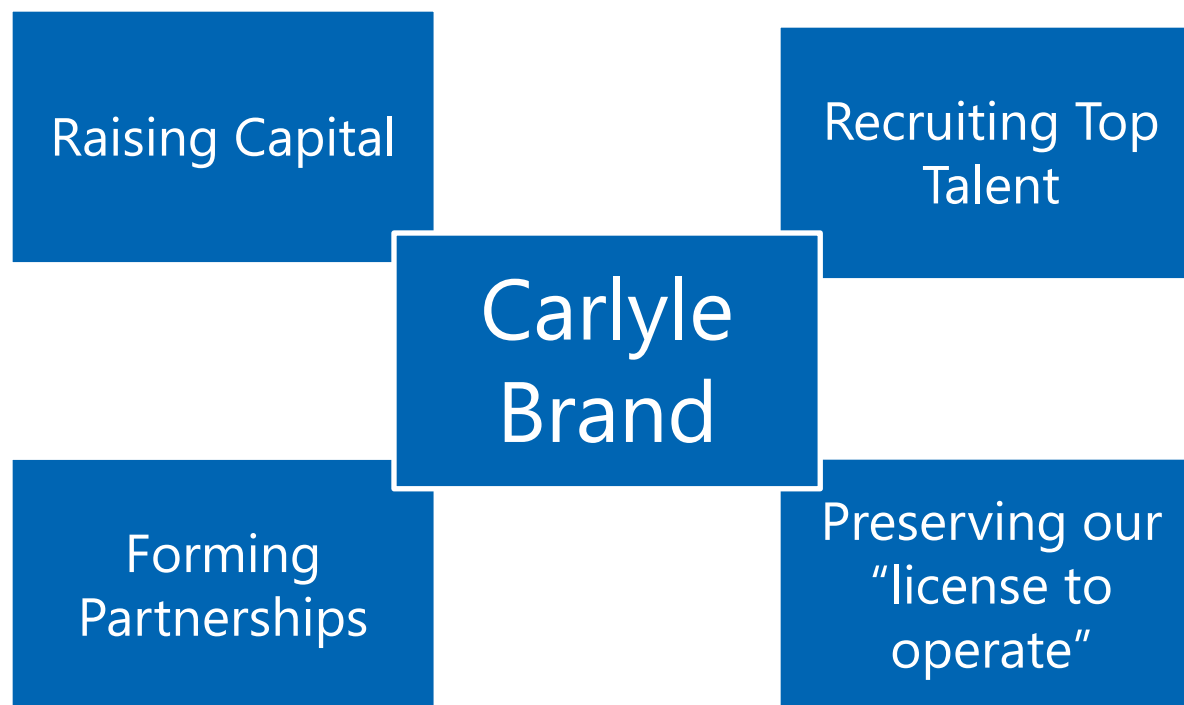 Raising Capital
Recruiting Top
Talent
Carlyle
Brand
Forming
Partnerships
Preserving our
“license to
operate”